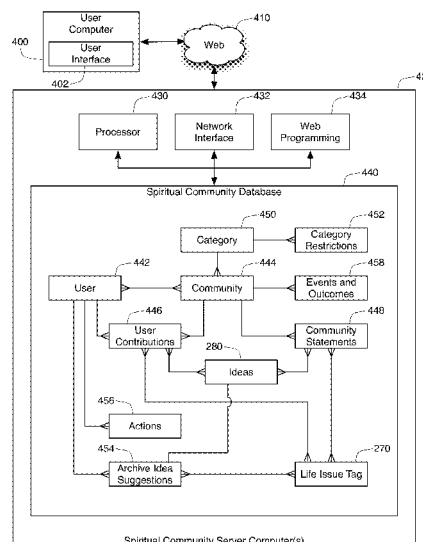 User
Computer
User
Interface
400
402
410
Web
430
432
434
Processor
Network
Interface
Web
Programming
440
Spiritual Community Database
450
452
Category
Category
Restrictions
442
444
458
User
Community
Events and
Outcomes
446
448
User
Contributions
Community
Statements
280
Ideas
456
Actions
454
270
Archive Idea
Suggestions
Life Issue Tag
Spiritual Community Server Computer(s)